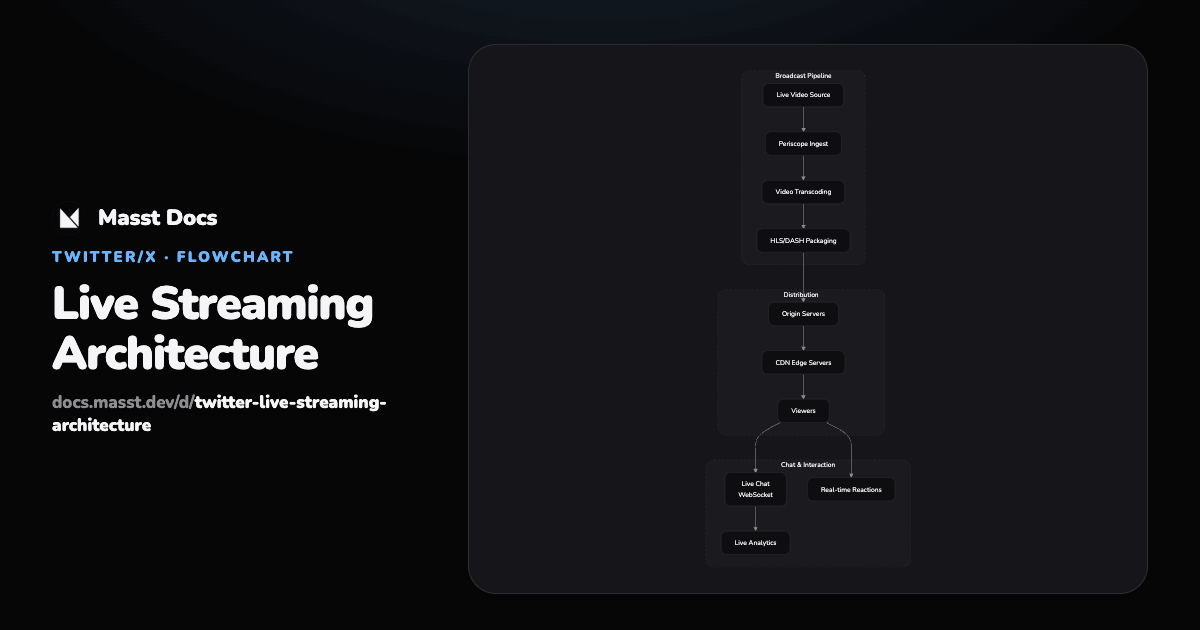 Masst Docs
TWITTER/X · FLOWCHART
Live Streaming
Architecture
docs.masst.dev/d/twitter-live-streaming-
architecture
Broadcast Pipeline
Live Video Source
Periscope Ingest
Video Transcoding
HLS/DASH Packaging
Distribution
Origin Servers
CDN Edge Servers
Viewers
Chat & Interaction
Live Chat
WebSocket
Real-time Reactions
Live Analytics